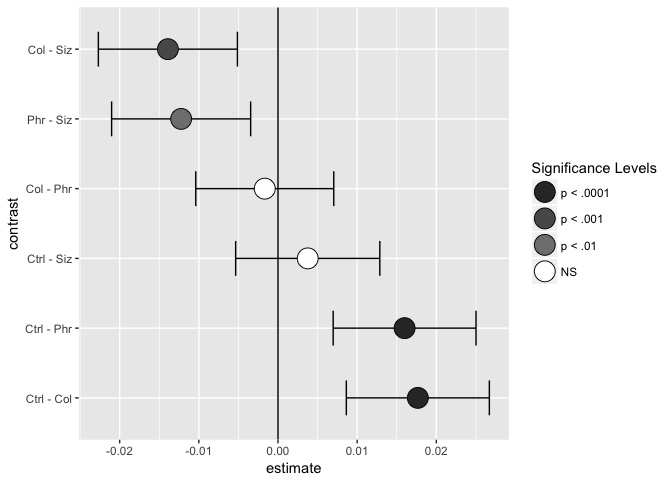 Col - Siz
Phr - Siz
Col - Phr
Ctrl - Siz
Ctrl - Phr
Ctrl - Col
contrast
-0.02
-0.01
0.00
0.01
0.02
estimate
Significance Levels
p < .0001
p < .001
p < .01
NS